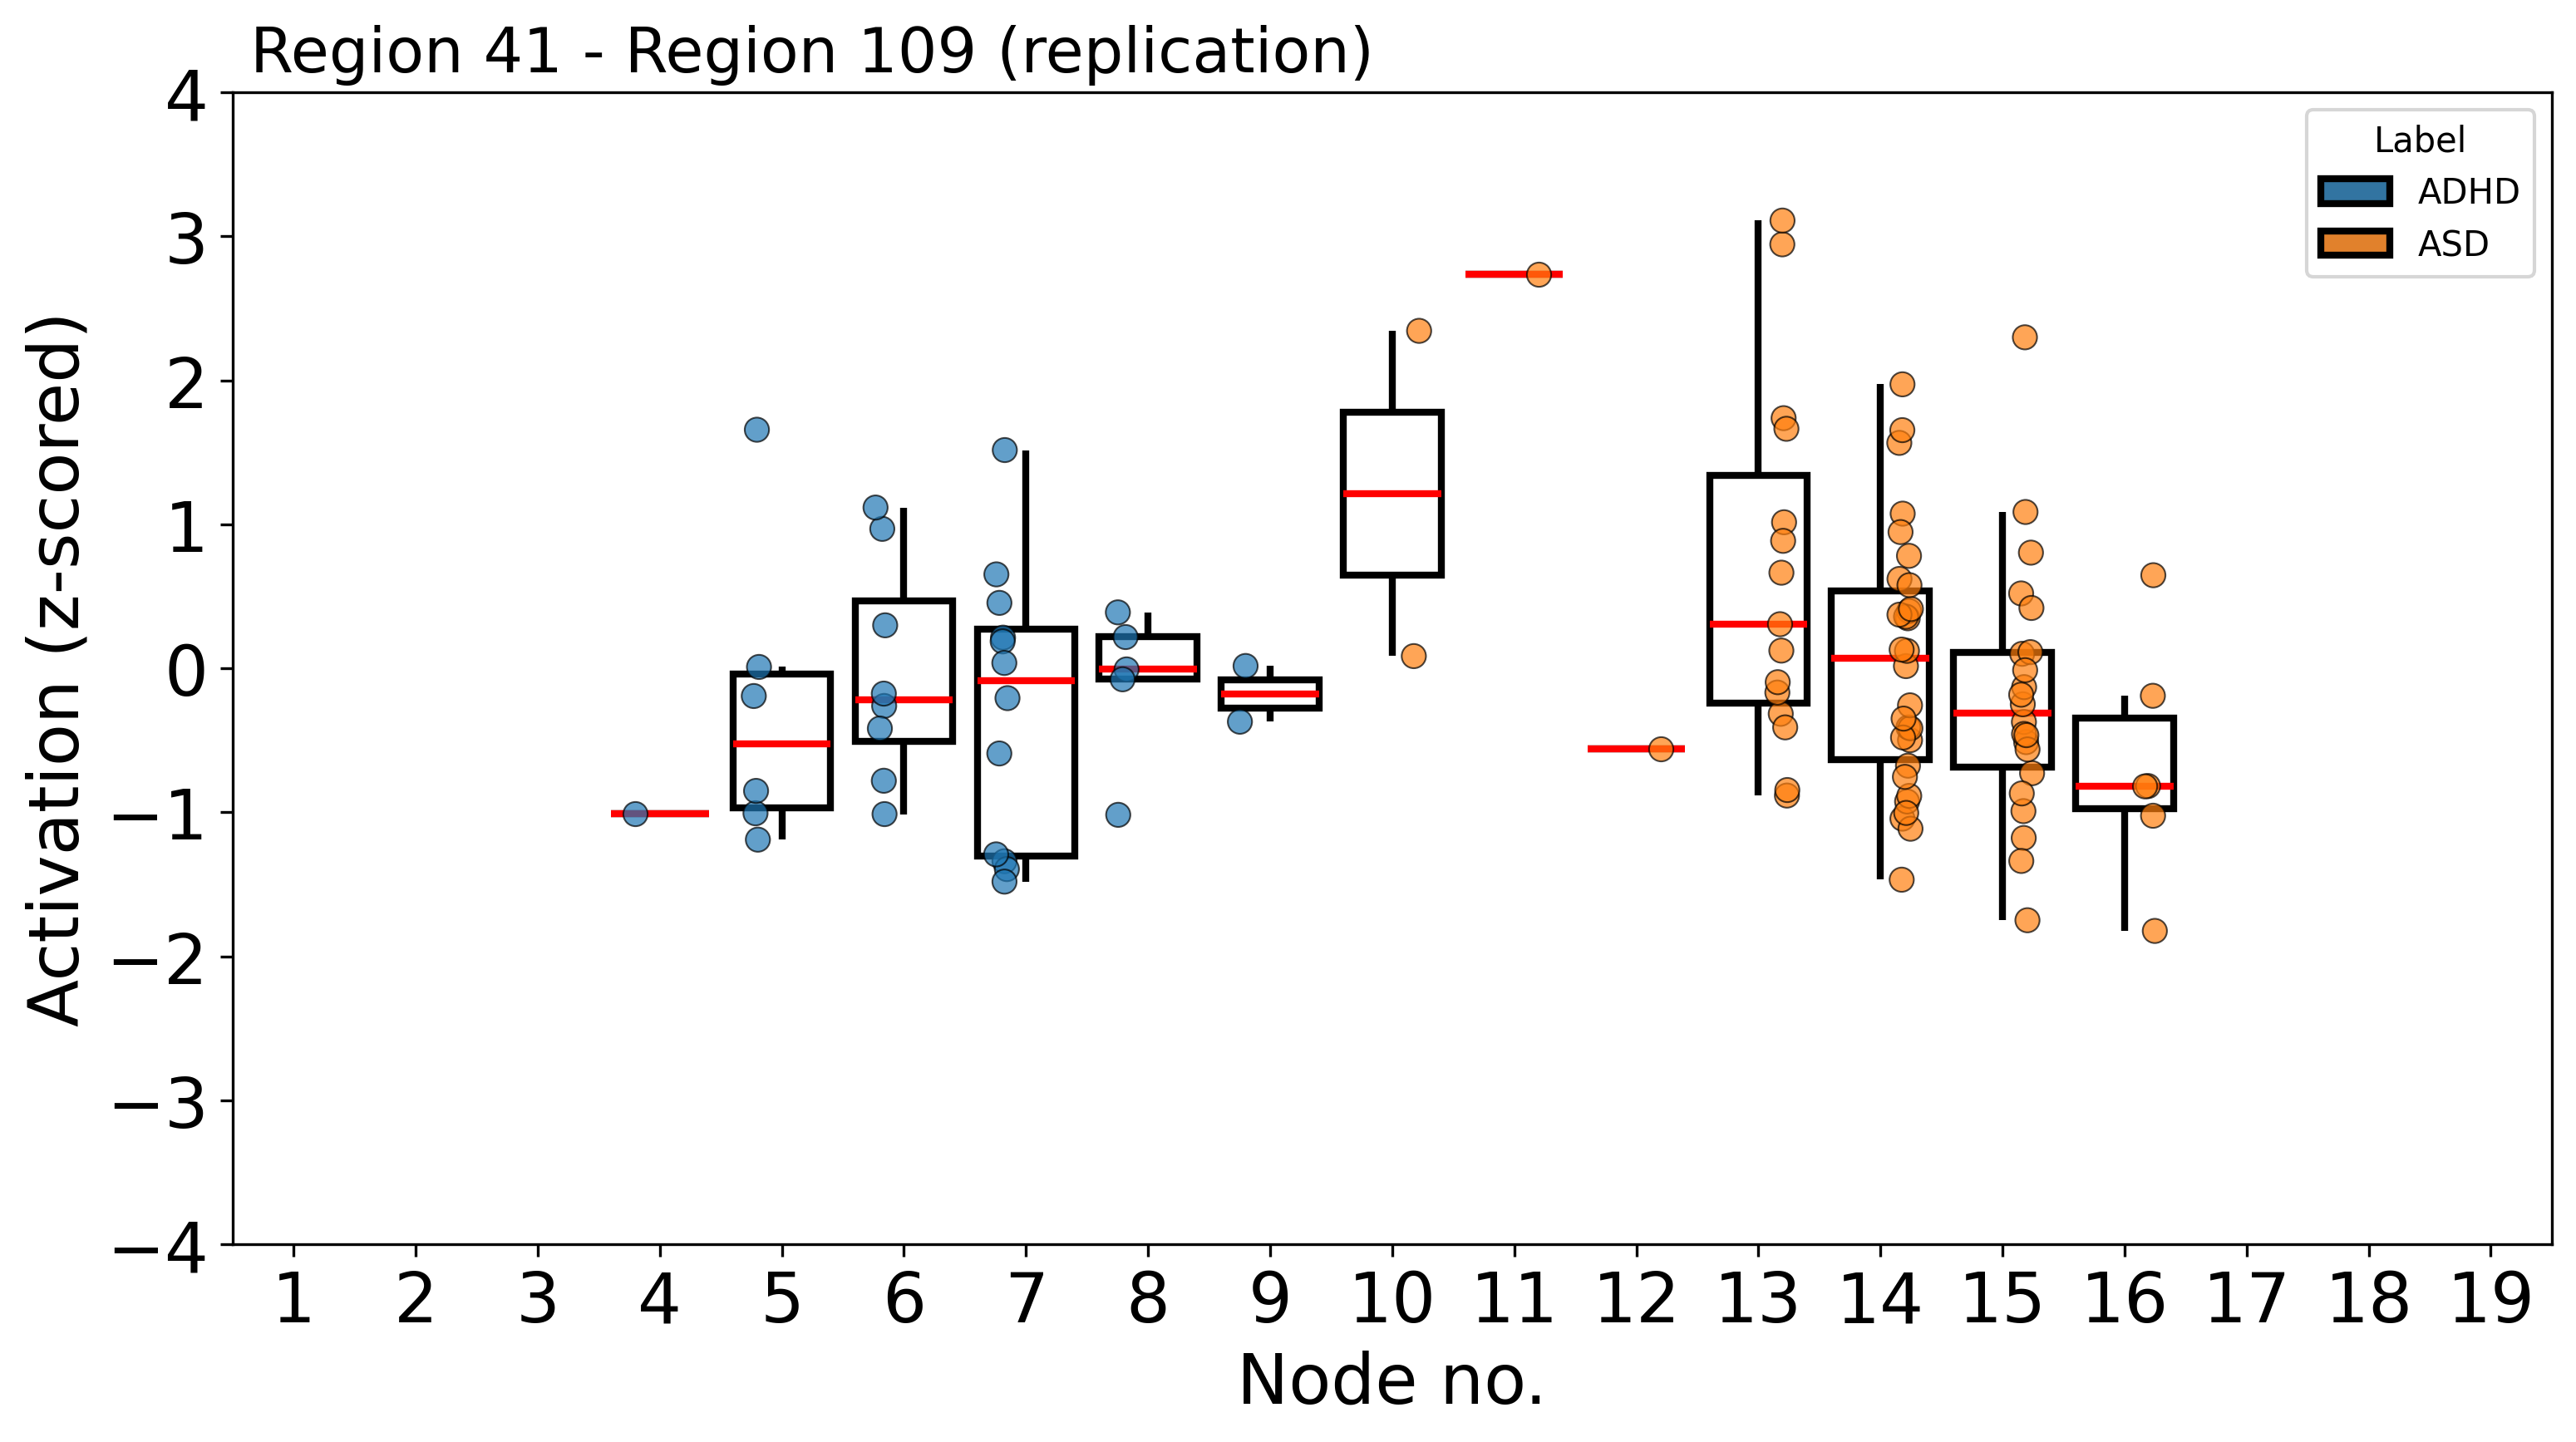 Region 41 - Region 109 (replication)
Label
ADHD
ASD
Activation (z-scored)
4
3
2
1
0
−1
−2
−3
−4
1 2 3 4 5 6 7 8 9 10 11 12 13 14 15 16 17 18 19
Node no.